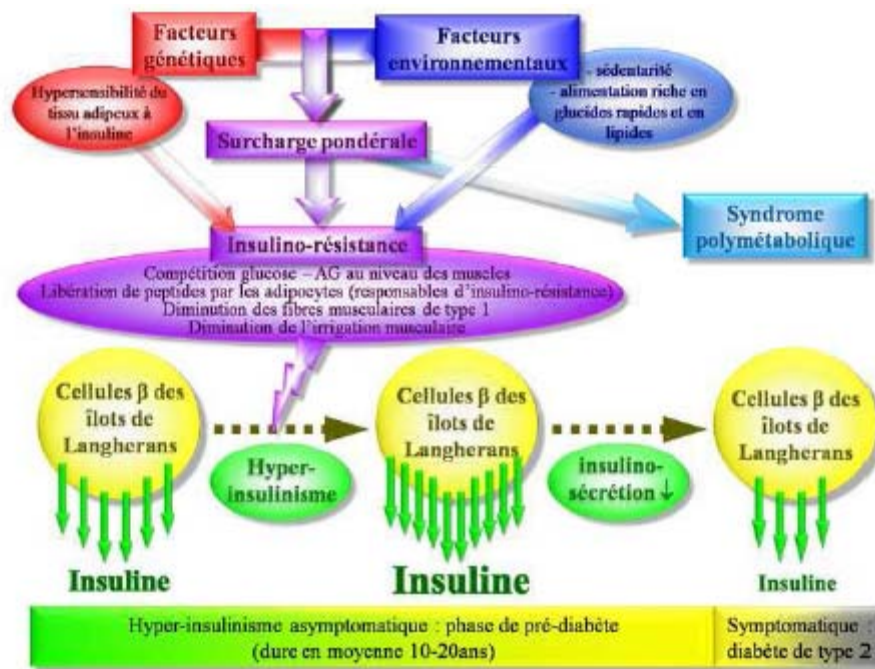 Facteurs
génétiques
Facteurs
environnementaux
Hypersensibilité du
tissu adipeux à
l'insuline
- sédentarité
- alimentation riche en
glucides rapides et en
lipides
Surcharge pondérale
Syndrome
polymétabolique
Insulino-résistance
Compétition glucose – AG au niveau des muscles
Libération de peptides par les adipocytes (responsables d'insulino-résistance)
Diminution des fibres musculaires de type 1
Diminution de l'irrigation musculaire
Cellules β des
îlots de
Langherans
Hyper-
insulinisme
Cellules β des
îlots de
Langherans
insulino-
sécrétion ↓
Cellules β des
îlots de
Langherans
Insuline
Insuline
Insuline
Hyper-insulinisme asymptomatique : phase de pré-diabète
(dure en moyenne 10-20ans)
Symptomatique :
diabète de type 2